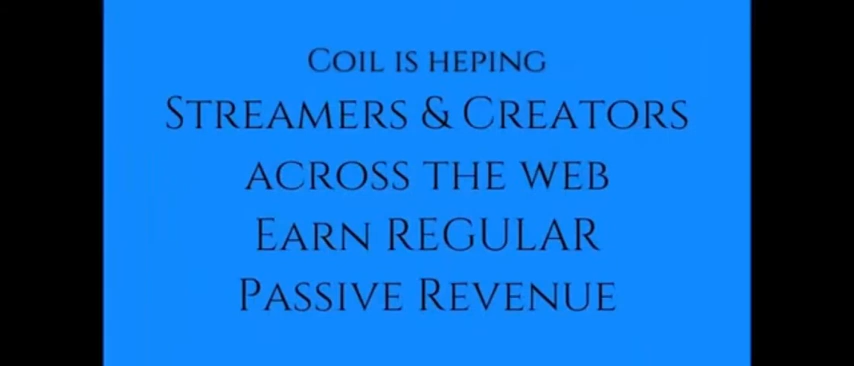 Coil is heping
Streamers & Creators
across the web
Earn REGULAR
Passive Revenue